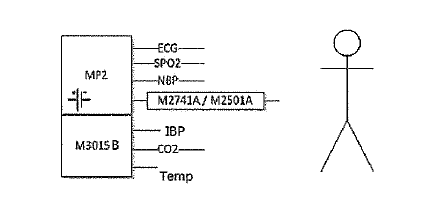 ECG
SPO2
MP2
NBP
M2741A / M2501A
IBP
M3015B
CO2
Temp